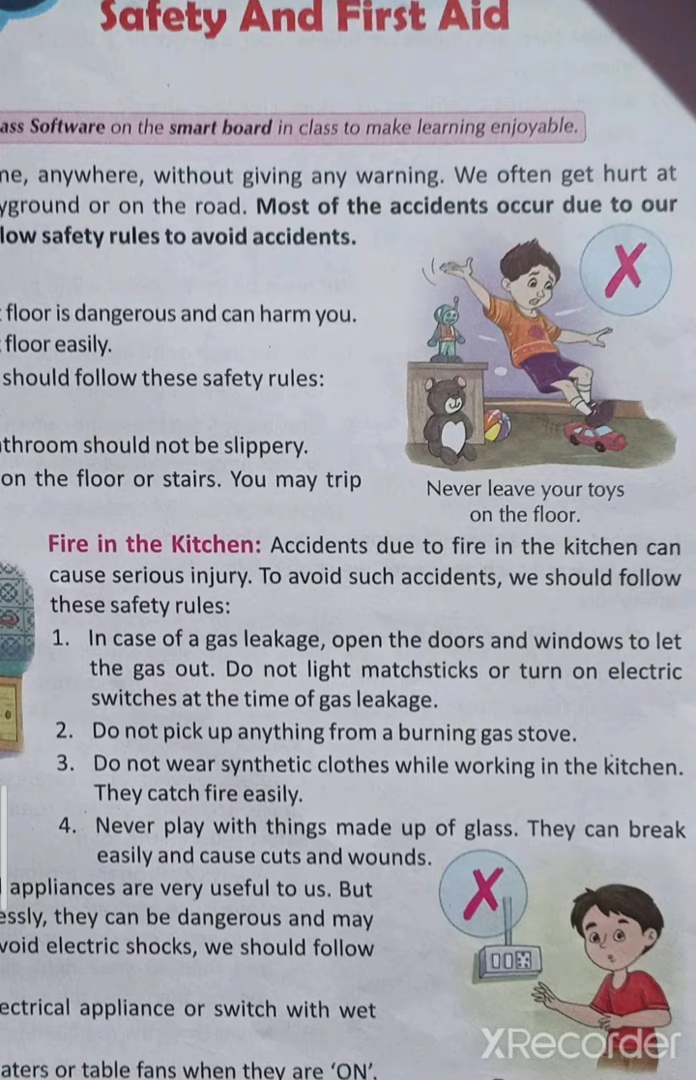 Safety And First Aid
ass Software on the smart board in class to make learning enjoyable.
me, anywhere, without giving any warning. We often get hurt at
yground or on the road. Most of the accidents occur due to our
low safety rules to avoid accidents.
floor is dangerous and can harm you.
floor easily.
should follow these safety rules:
athroom should not be slippery.
on the floor or stairs. You may trip
Never leave your toys
on the floor.
Fire in the Kitchen: Accidents due to fire in the kitchen can
cause serious injury. To avoid such accidents, we should follow
these safety rules:
1. In case of a gas leakage, open the doors and windows to let
the gas out. Do not light matchsticks or turn on electric
switches at the time of gas leakage.
2. Do not pick up anything from a burning gas stove.
3. Do not wear synthetic clothes while working in the kitchen.
They catch fire easily.
4. Never play with things made up of glass. They can break
easily and cause cuts and wounds.
appliances are very useful to us. But
essly, they can be dangerous and may
void electric shocks, we should follow
ectrical appliance or switch with wet
aters or table fans when they are ‘ON’.
XRecorder